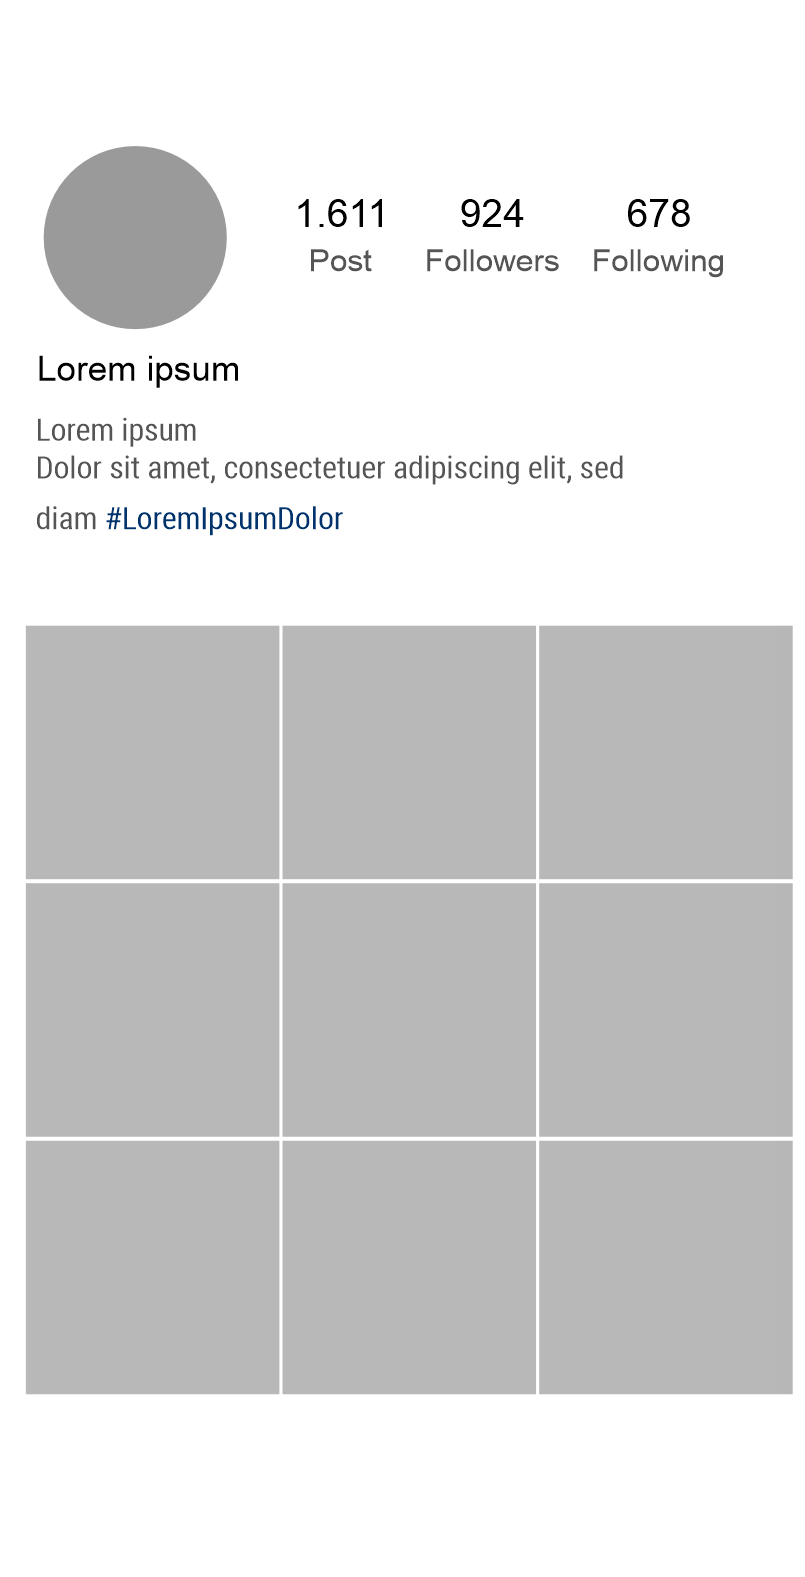 1.611 924 678
Post Followers Following
Lorem ipsum
Lorem ipsum
Dolor sit amet, consectetuer adipiscing elit, sed
diam #LoremIpsumDolor